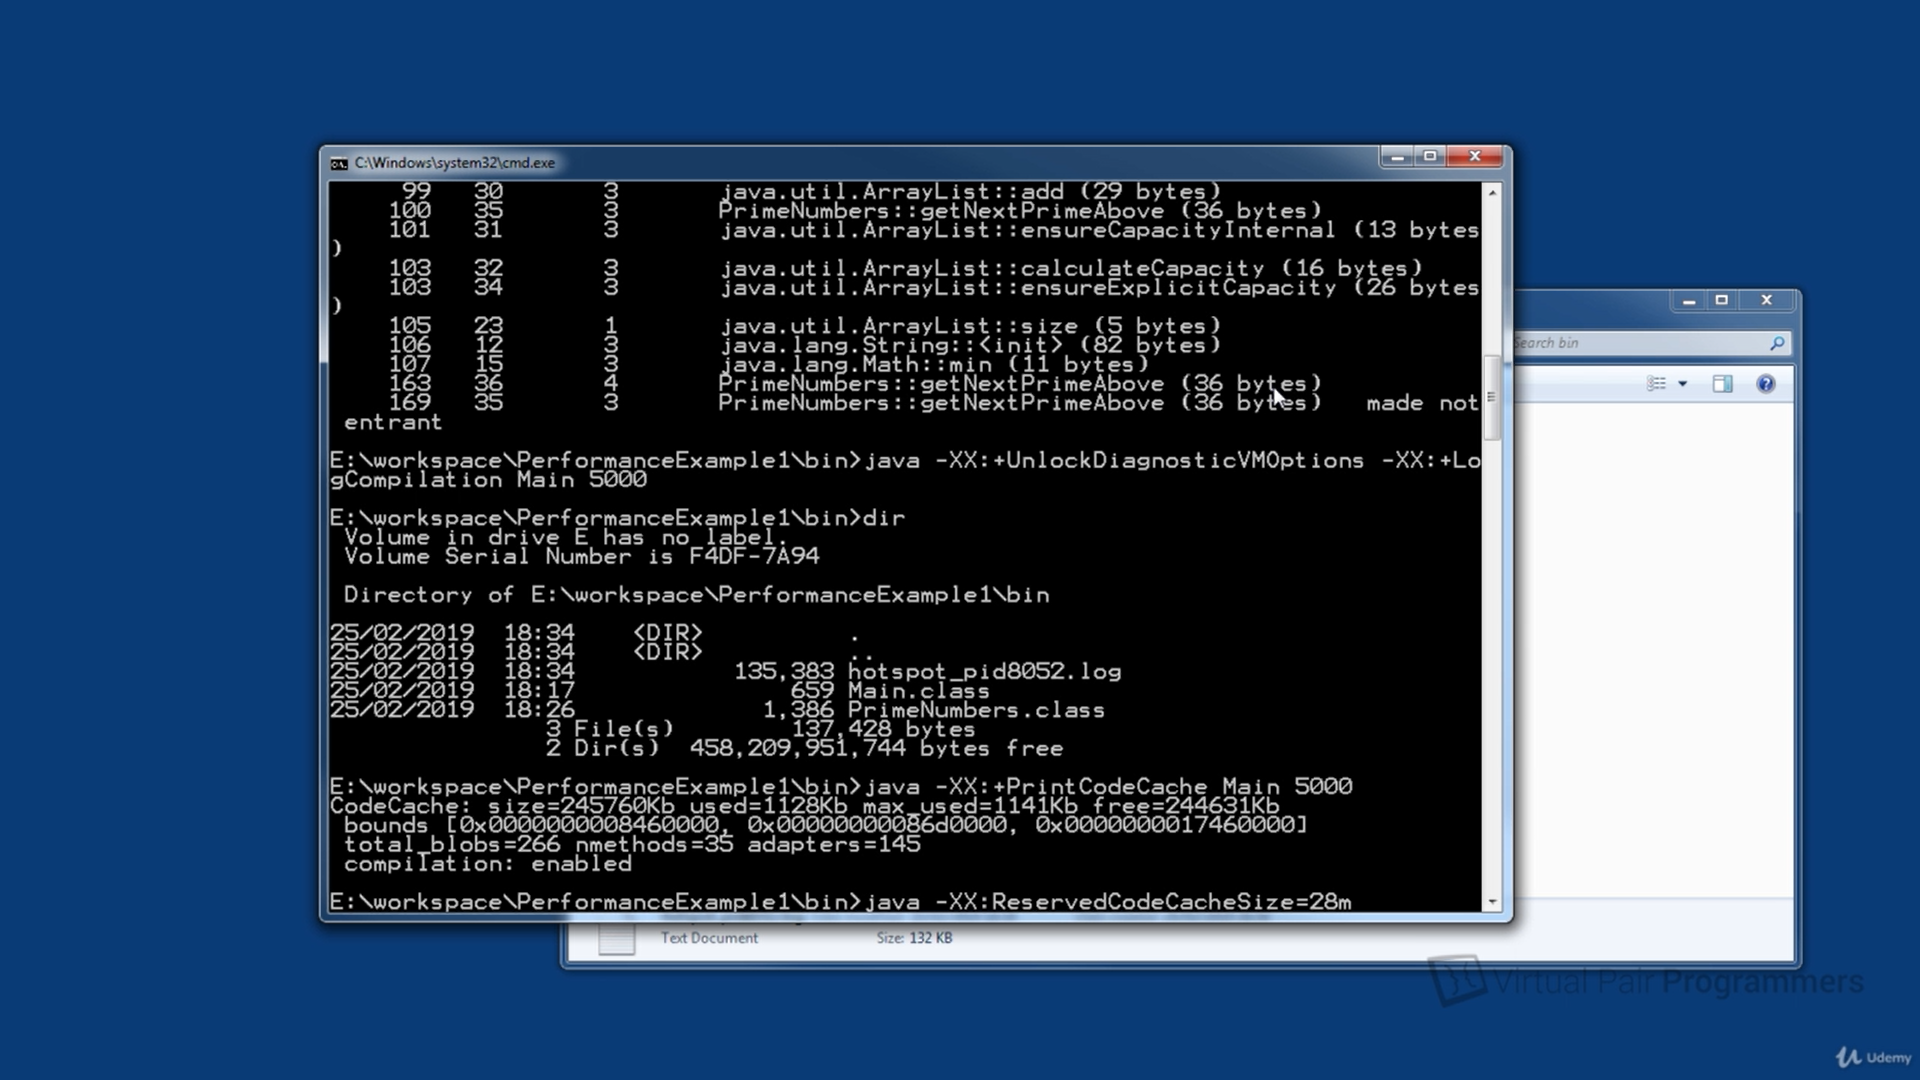 C:\Windows\system32\cmd.exe
99 30 3 java.util.ArrayList::add (29 bytes)
100 35 3 PrimeNumbers::getNextPrimeAbove (36 bytes)
101 31 3 java.util.ArrayList::ensureCapacityInternal (13 bytes
)
103 32 3 java.util.ArrayList::calculateCapacity (16 bytes)
103 34 3 java.util.ArrayList::ensureExplicitCapacity (26 bytes
)
105 23 1 java.util.ArrayList::size (5 bytes)
106 12 3 java.lang.String::<init> (82 bytes)
107 15 3 java.lang.Math::min (11 bytes)
163 36 4 PrimeNumbers::getNextPrimeAbove (36 bytes)
169 35 3 PrimeNumbers::getNextPrimeAbove (36 bytes) made not
entrant
E:\workspace\PerformanceExample1\bin>java -XX:+UnlockDiagnosticVMOptions -XX:+Lo
gCompilation Main 5000
E:\workspace\PerformanceExample1\bin>dir
Volume in drive E has no label.
Volume Serial Number is F4DF-7A94
Directory of E:\workspace\PerformanceExample1\bin
25/02/2019 18:34 <DIR> .
25/02/2019 18:34 <DIR> ..
25/02/2019 18:34 135,383 hotspot_pid8052.log
25/02/2019 18:17 659 Main.class
25/02/2019 18:26 1,386 PrimeNumbers.class
3 File(s) 137,428 bytes
2 Dir(s) 458,209,951,744 bytes free
E:\workspace\PerformanceExample1\bin>java -XX:+PrintCodeCache Main 5000
CodeCache: size=245760Kb used=1128Kb max_used=1141Kb free=244631Kb
bounds [0x0000000008460000, 0x00000000086d0000, 0x0000000017460000]
total_blobs=266 nmethods=35 adapters=145
compilation: enabled
E:\workspace\PerformanceExample1\bin>java -XX:ReservedCodeCacheSize=28m
Search bin
Text Document Size: 132 KB
Virtual Pair Programmers
Udemy